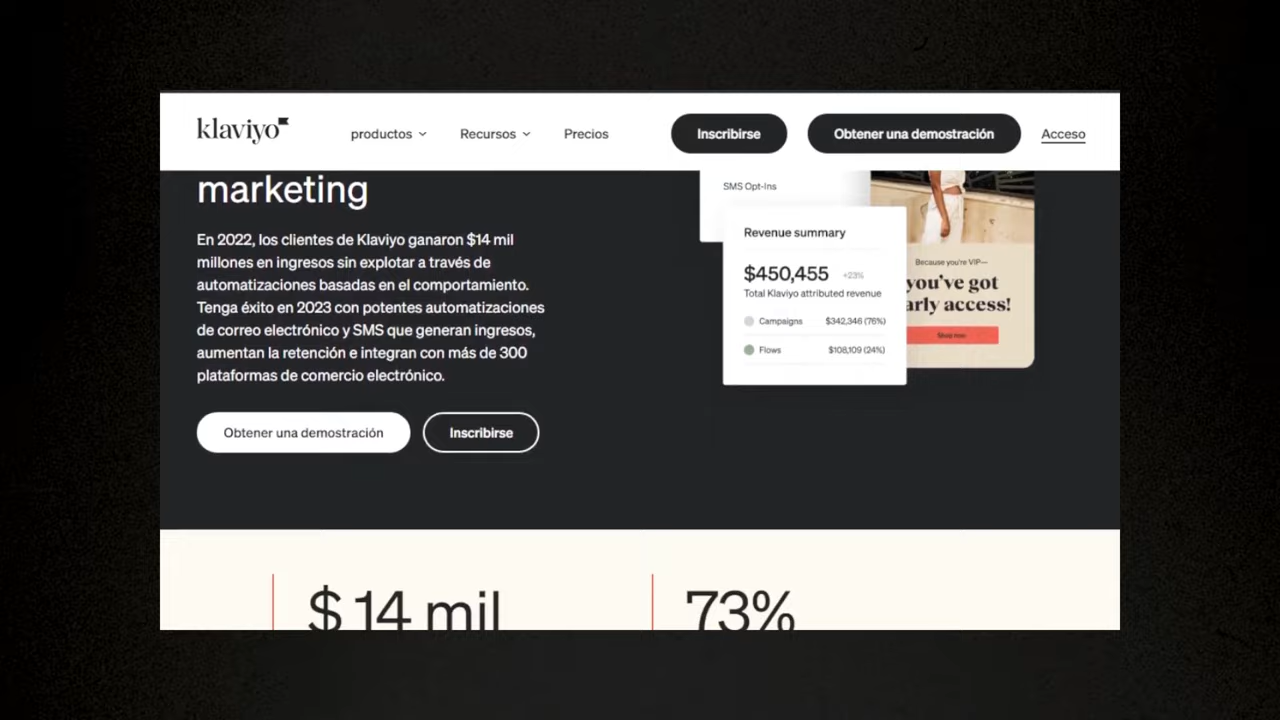 klaviyo
productos
Recursos
Precios
Inscribirse
Obtener una demostración
Acceso
marketing
En 2022, los clientes de Klaviyo ganaron $14 mil
millones en ingresos sin explotar a través de
automatizaciones basadas en el comportamiento.
Tenga éxito en 2023 con potentes automatizaciones
de correo electrónico y SMS que generan ingresos,
aumentan la retención e integran con más de 300
plataformas de comercio electrónico.
Obtener una demostración
Inscribirse
SMS Opt-Ins
Revenue summary
$450,455 +23%
Total Klaviyo attributed revenue
Campaigns $342,346 (76%)
Flows $108,109 (24%)
Because you're VIP—
you've got
arly access!
Shop now
$ 14 mil
73%